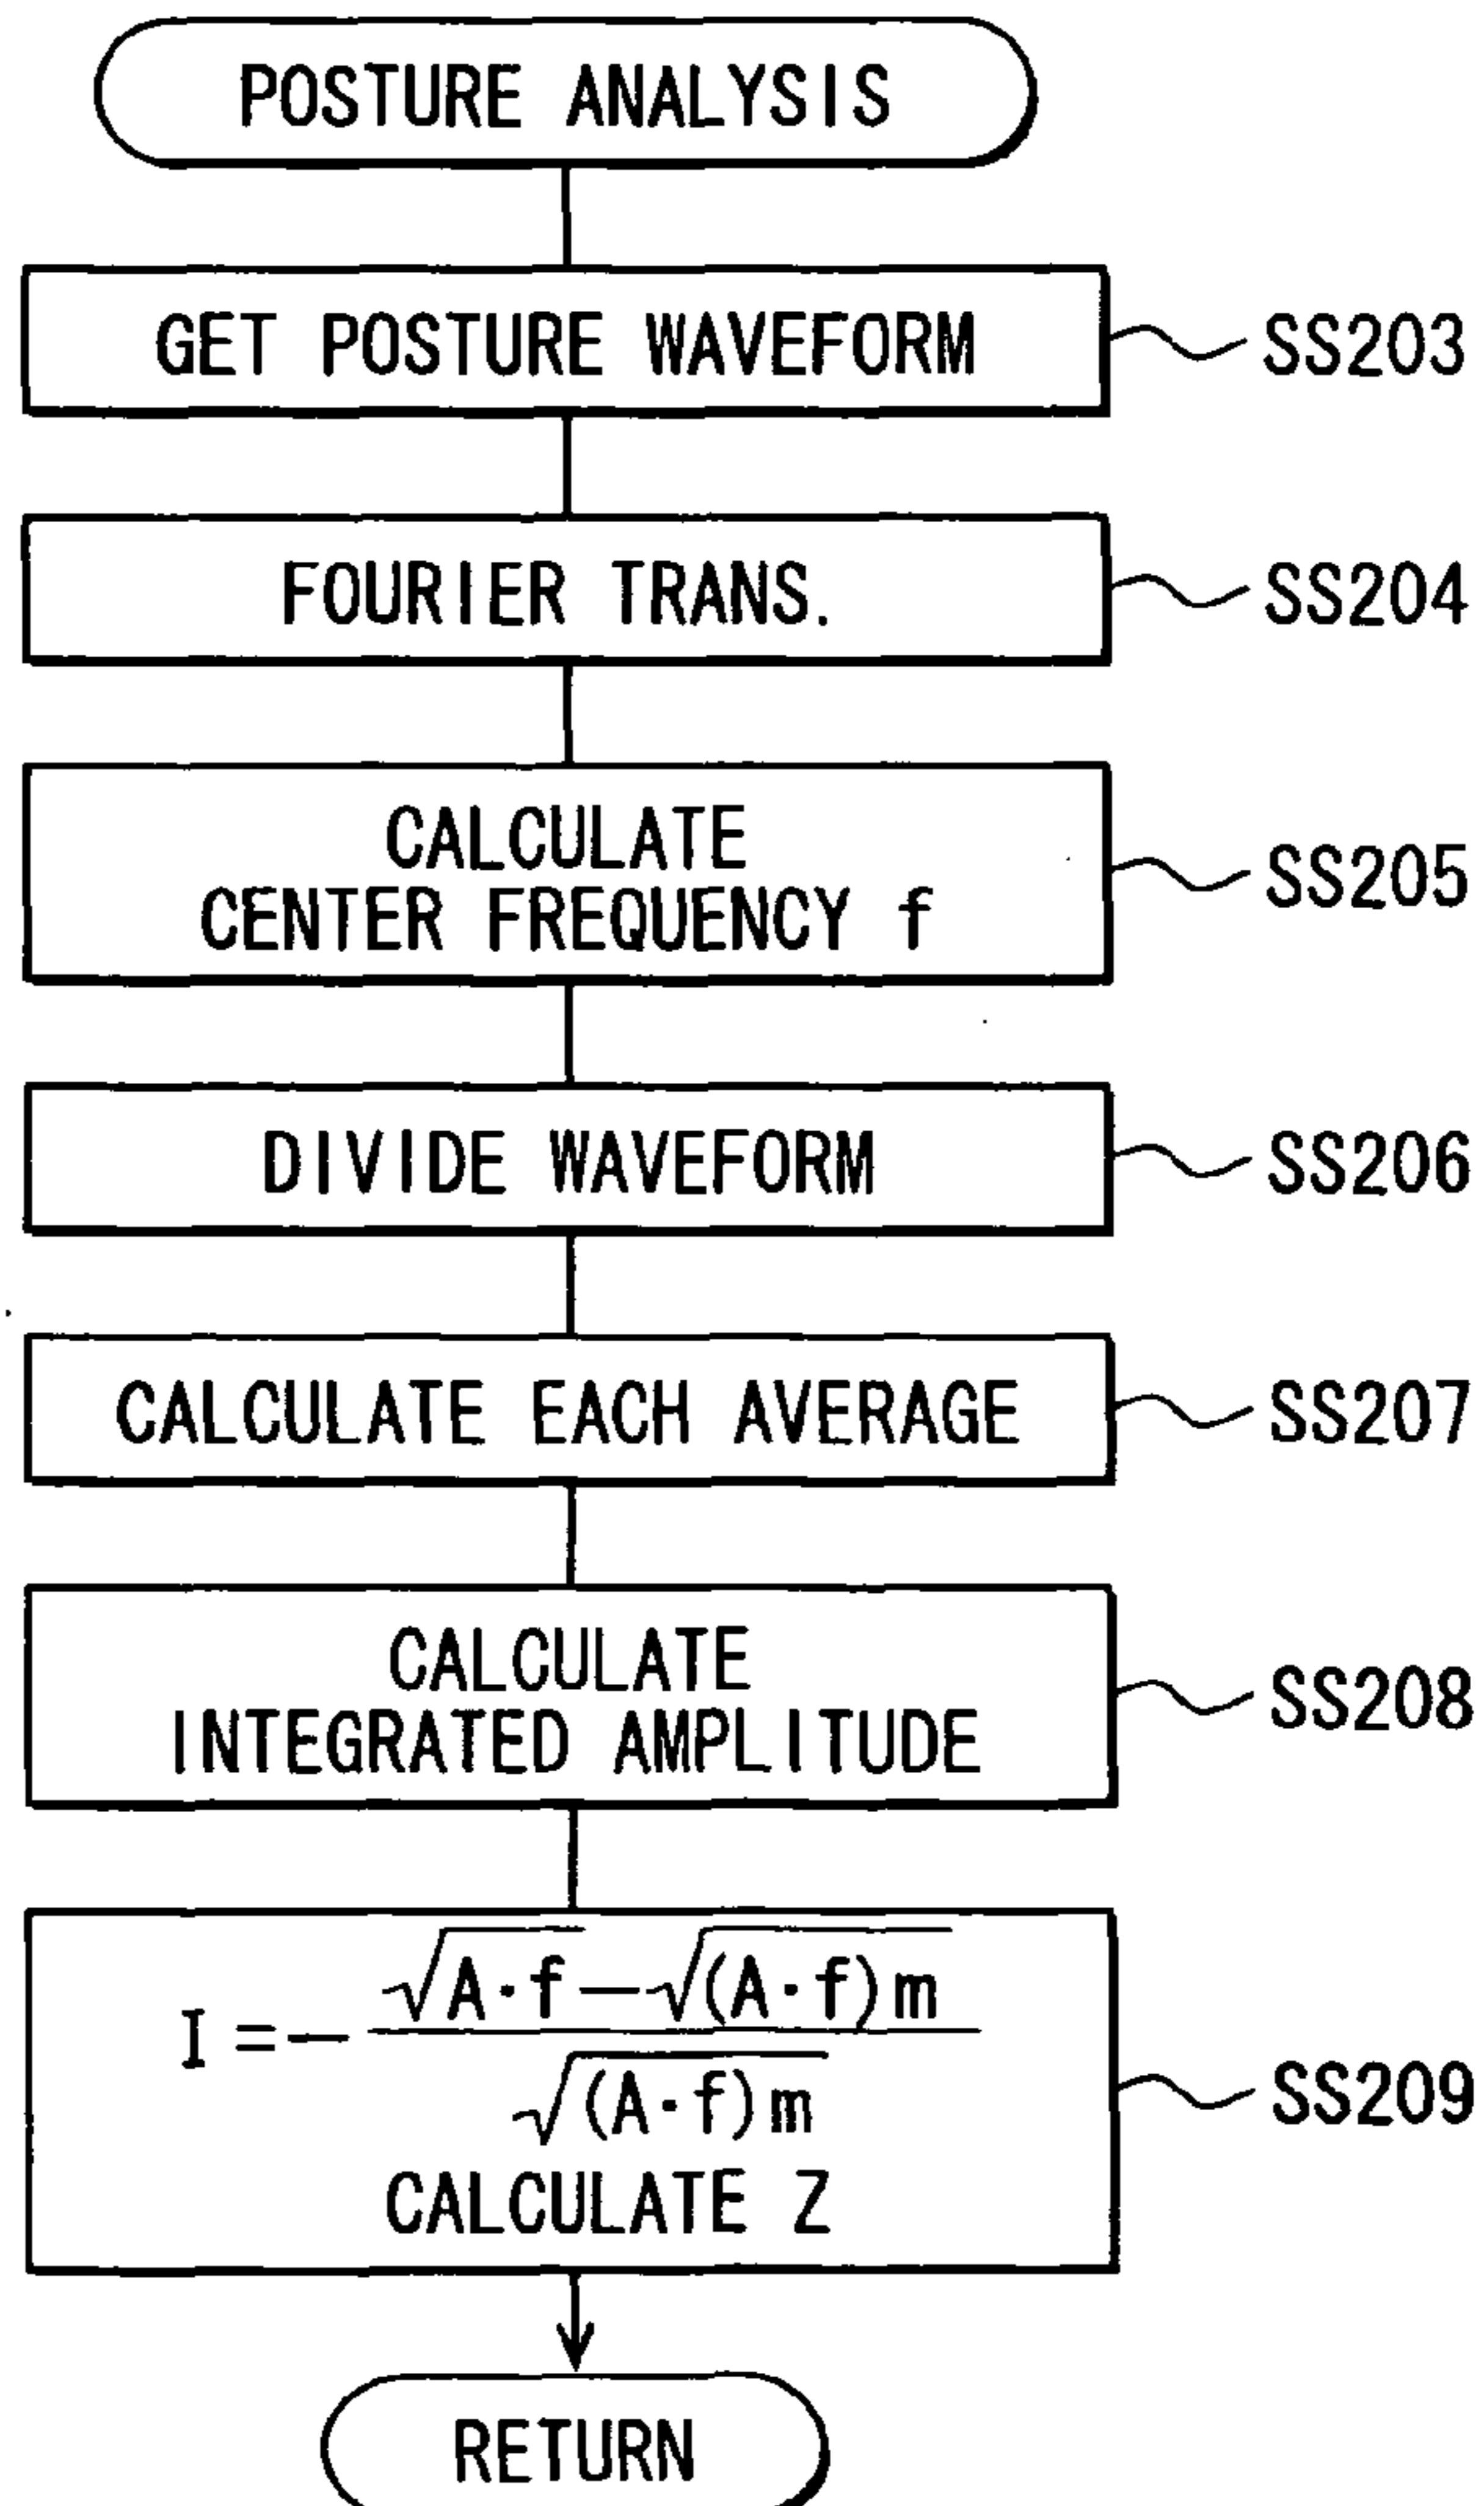 POSTURE ANALYSIS
GET POSTURE WAVEFORM
SS203
FOURIER TRANS.
SS204
CALCULATE
CENTER FREQUENCY f
SS205
DIVIDE WAVEFORM
SS206
CALCULATE EACH AVERAGE
SS207
CALCULATE
INTEGRATED AMPLITUDE
SS208
√A·f—√(A·f)m
I=—
√(A·f)m
CALCULATE Z
SS209
RETURN